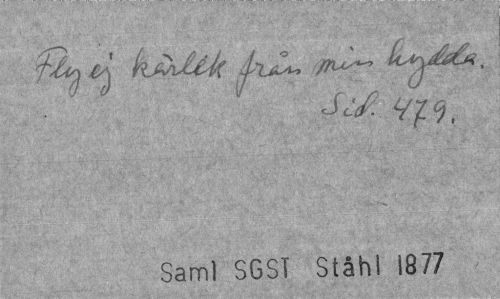 Fly ej kärlek från min hydda.
Sid. 479.
Saml SGST Ståhl 1877